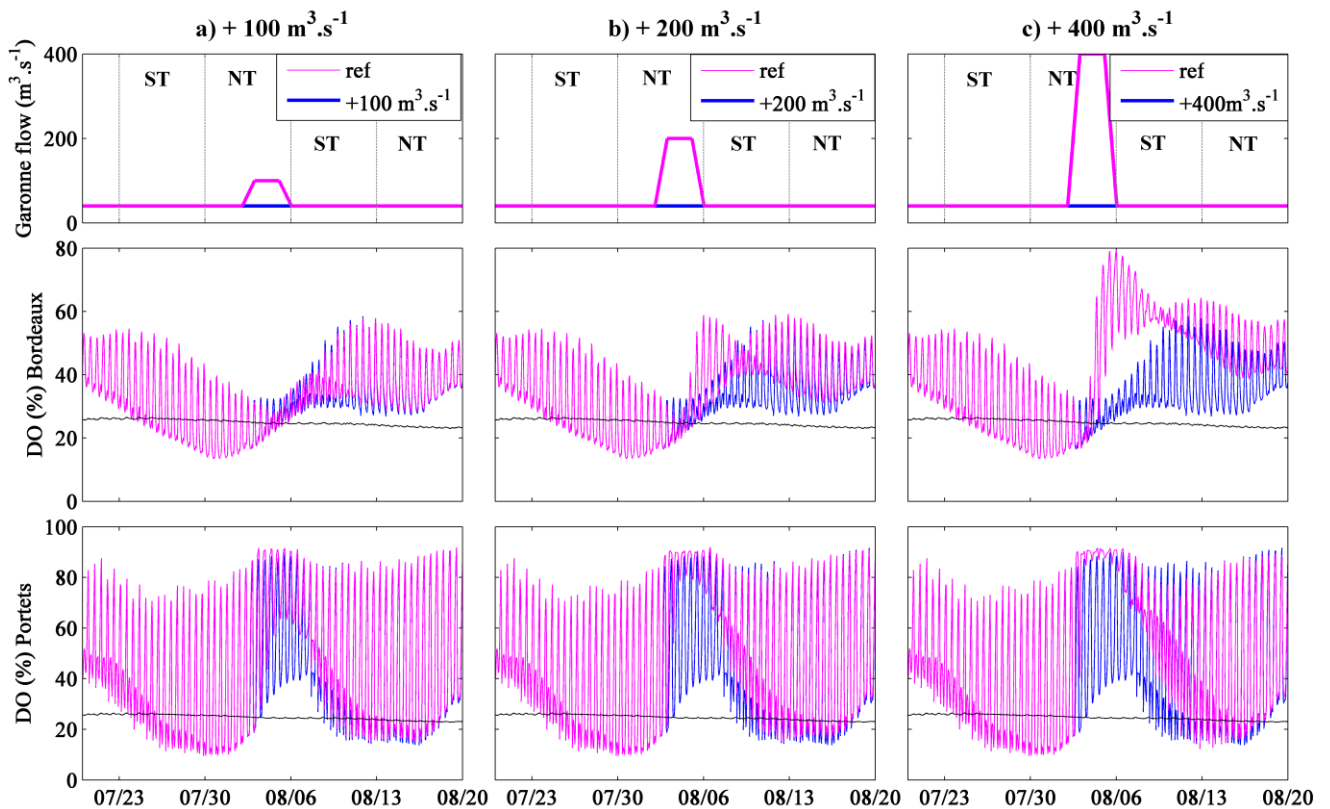 a) + 100 m³.s⁻¹
b) + 200 m³.s⁻¹
c) + 400 m³.s⁻¹
Garonne flow (m³.s⁻¹)
400
200
0
ST
NT
ref
+100 m³.s⁻¹
ST
NT
ST
NT
ref
+200 m³.s⁻¹
ST
NT
ST
NT
ref
+400m³.s⁻¹
ST
NT
DO (%) Bordeaux
80
60
40
20
0
DO (%) Portets
100
80
60
40
20
0
07/23 07/30 08/06 08/13 08/20
07/23 07/30 08/06 08/13 08/20
07/23 07/30 08/06 08/13 08/20